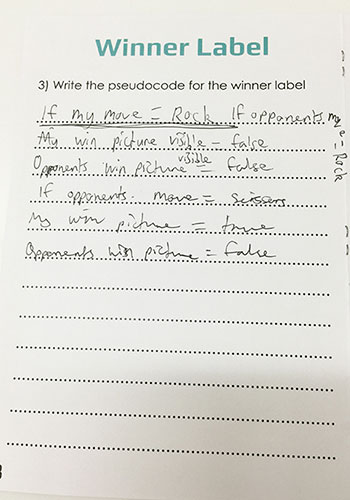 Winner Label
3) Write the pseudocode for the winner label
If my move = Rock If opponents move = Rock
My win picture visible = false
Opponents win picture visible = false
If opponents move = scissors
My win picture = true
Opponents win picture = false